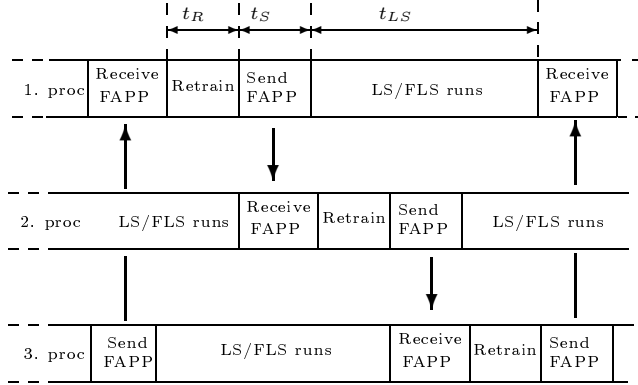 t_R t_S t_LS
Receive Send Receive
1. proc FAPP Retrain FAPP LS/FLS runs FAPP
Receive Send
2. proc LS/FLS runs FAPP Retrain FAPP LS/FLS runs
Send Receive Send
3. proc FAPP LS/FLS runs FAPP Retrain FAPP